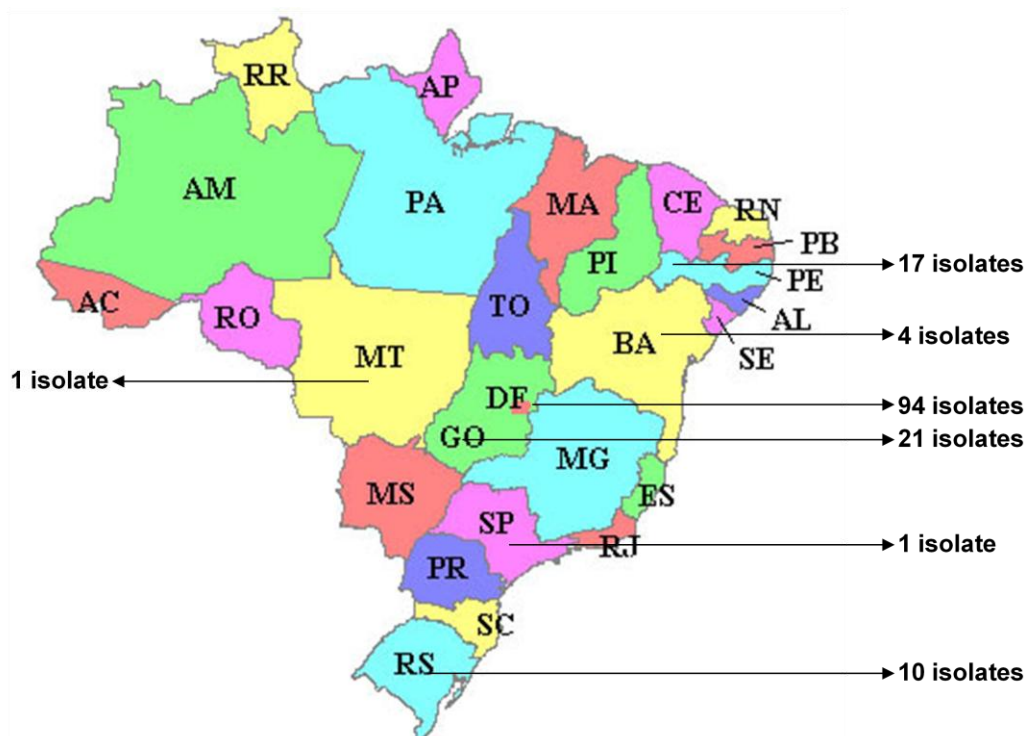 RR
AP
AM
PA
MA
CE
RN
PB
PI
17 isolates
PE
AC
RO
TO
AL
MT
BA
4 isolates
SE
1 isolate
DF
94 isolates
GO
21 isolates
MG
MS
ES
SP
1 isolate
RJ
PR
SC
RS
10 isolates